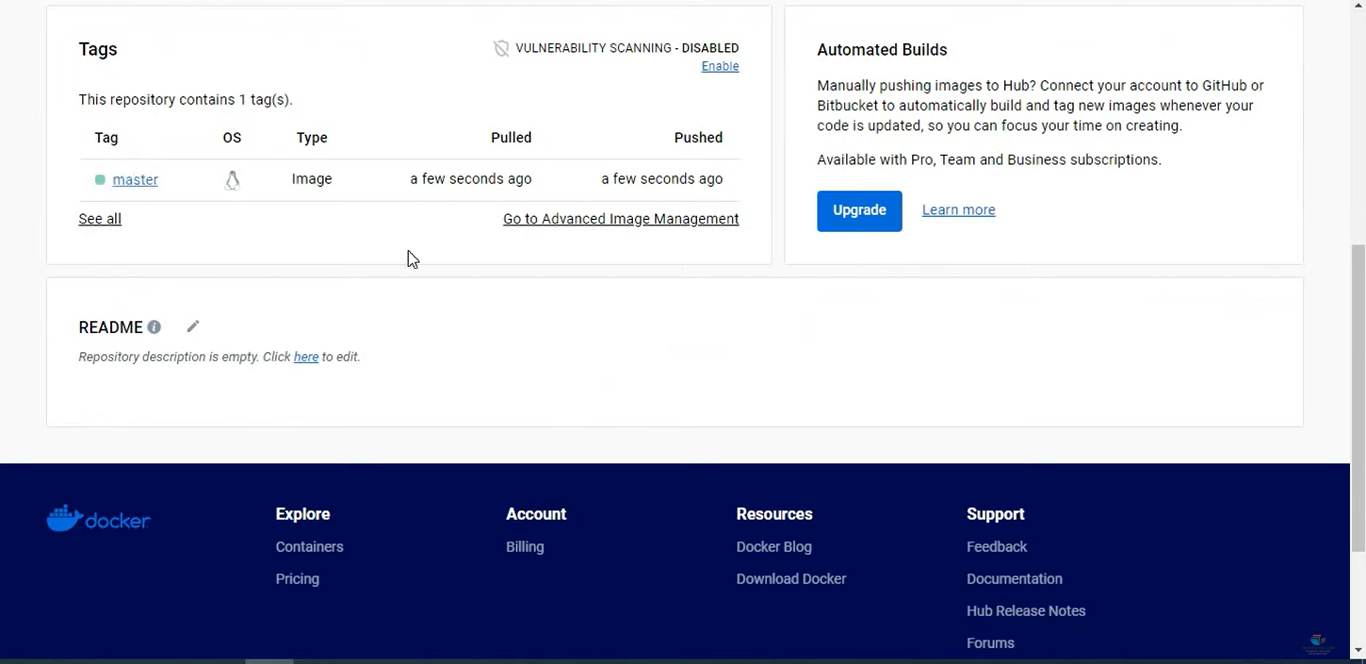 Tags
VULNERABILITY SCANNING - DISABLED
Enable
This repository contains 1 tag(s).
Tag OS Type Pulled Pushed
master Image a few seconds ago a few seconds ago
See all Go to Advanced Image Management
Automated Builds
Manually pushing images to Hub? Connect your account to GitHub or
Bitbucket to automatically build and tag new images whenever your
code is updated, so you can focus your time on creating.
Available with Pro, Team and Business subscriptions.
Upgrade Learn more
README
Repository description is empty. Click here to edit.
docker
Explore
Containers
Pricing
Account
Billing
Resources
Docker Blog
Download Docker
Support
Feedback
Documentation
Hub Release Notes
Forums